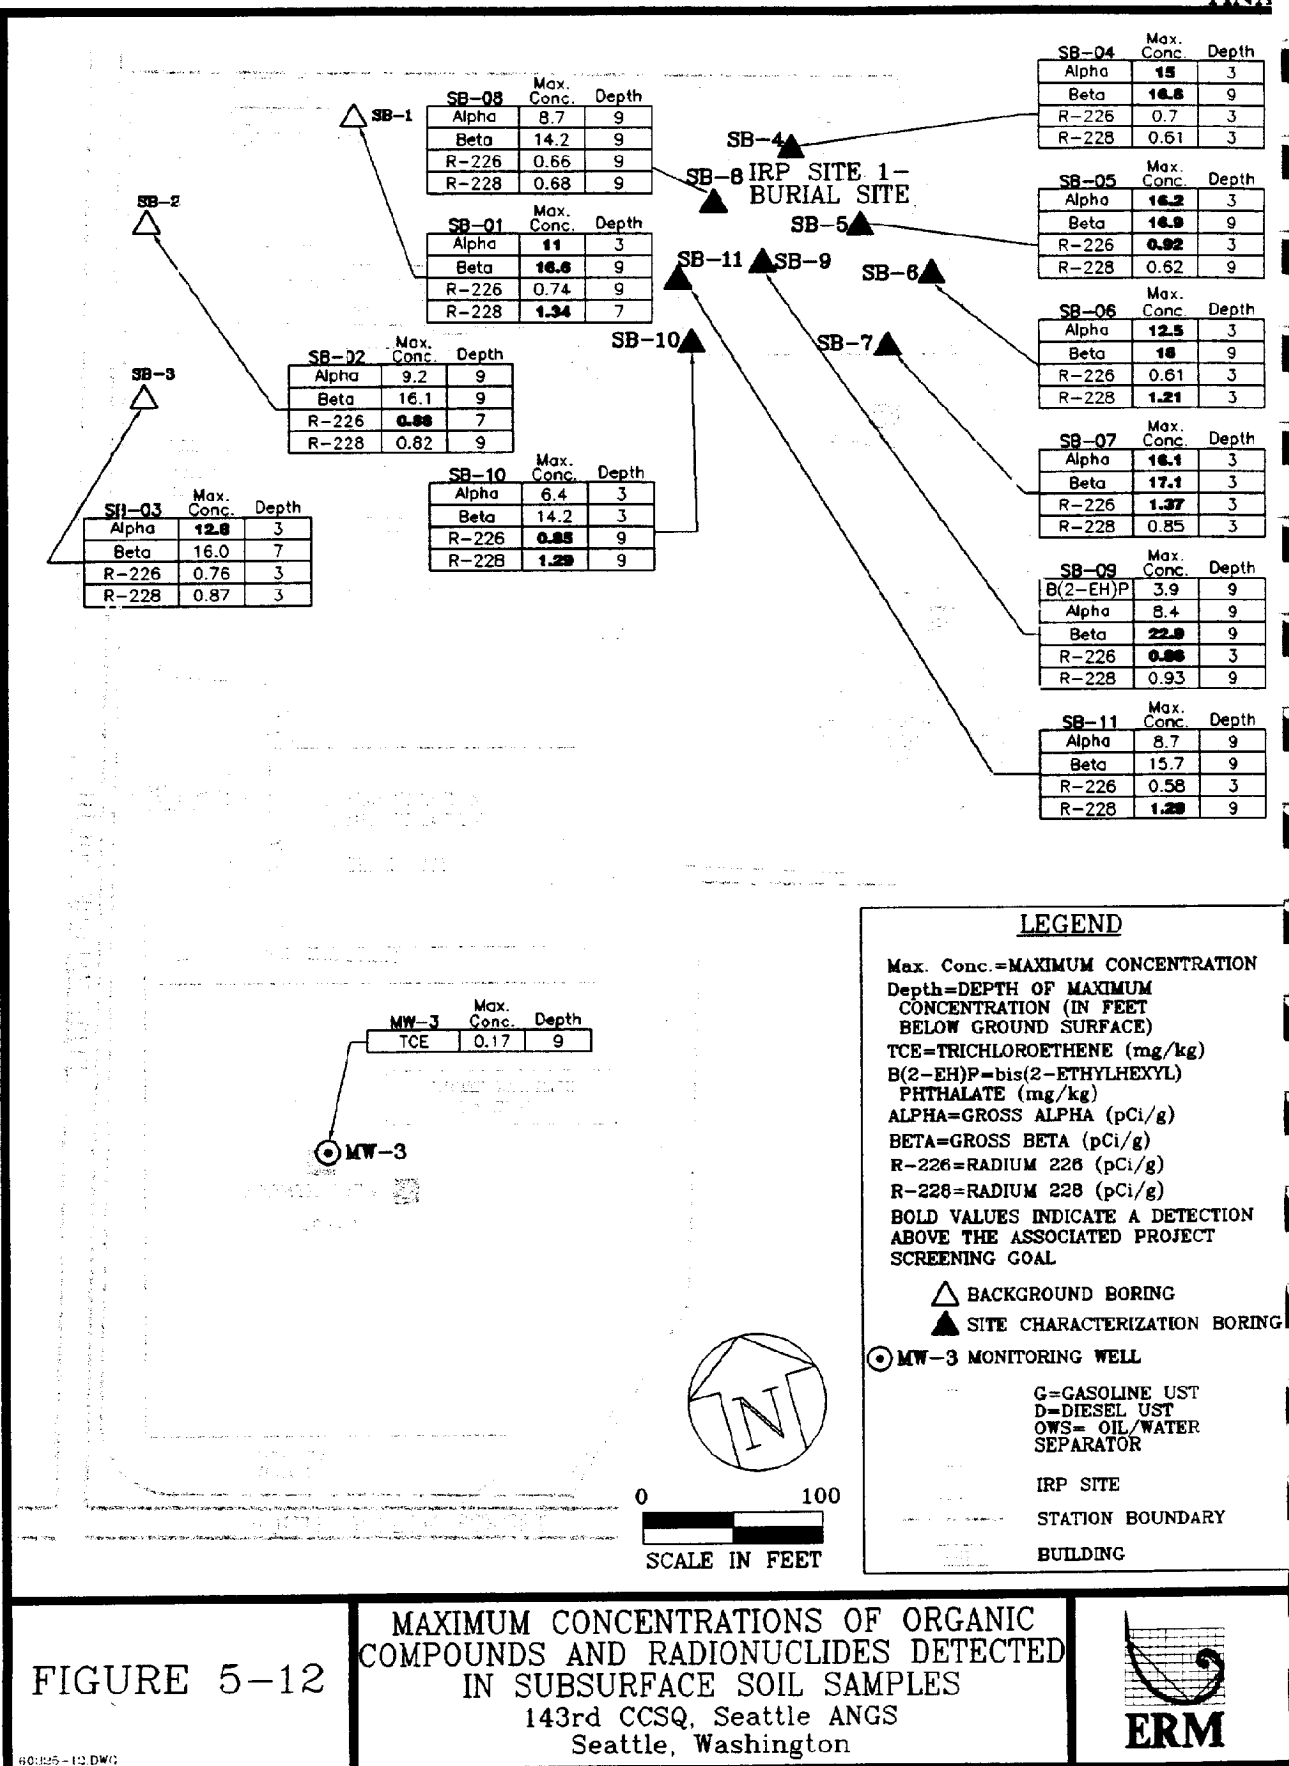 SB-04 Max. Conc. Depth
Alpha 15 3
Beta 16.8 9
R-226 0.7 3
R-228 0.61 3
SB-08 Max. Conc. Depth
Alpha 8.7 9
Beta 14.2 9
R-226 0.66 9
R-228 0.68 9
SB-1
SB-4
SB-8
IRP SITE 1-
BURIAL SITE
SB-05 Max. Conc. Depth
Alpha 16.2 3
Beta 16.9 9
R-226 0.92 3
R-228 0.62 9
SB-2
SB-01 Max. Conc. Depth
Alpha 11 3
Beta 16.6 9
R-226 0.74 9
R-228 1.34 7
SB-5
SB-11
SB-9
SB-6
SB-06 Max. Conc. Depth
Alpha 12.5 3
Beta 18 9
R-226 0.61 3
R-228 1.21 3
SB-10
SB-7
SB-02 Max. Conc. Depth
Alpha 9.2 9
Beta 16.1 9
R-226 0.88 7
R-228 0.82 9
SB-3
SB-07 Max. Conc. Depth
Alpha 16.1 3
Beta 17.1 3
R-226 1.37 3
R-228 0.85 3
SB-10 Max. Conc. Depth
Alpha 6.4 3
Beta 14.2 3
R-226 0.85 9
R-228 1.29 9
SB-03 Max. Conc. Depth
Alpha 12.8 3
Beta 16.0 7
R-226 0.76 3
R-228 0.87 3
SB-09 Max. Conc. Depth
B(2-EH)P 3.9 9
Alpha 8.4 9
Beta 22.9 9
R-226 0.86 3
R-228 0.93 9
SB-11 Max. Conc. Depth
Alpha 8.7 9
Beta 15.7 9
R-226 0.58 3
R-228 1.29 9
MW-3 Max. Conc. Depth
TCE 0.17 9
MW-3
LEGEND
Max. Conc.=MAXIMUM CONCENTRATION
Depth=DEPTH OF MAXIMUM
CONCENTRATION (IN FEET
BELOW GROUND SURFACE)
TCE=TRICHLOROETHENE (mg/kg)
B(2-EH)P=bis(2-ETHYLHEXYL)
PHTHALATE (mg/kg)
ALPHA=GROSS ALPHA (pCi/g)
BETA=GROSS BETA (pCi/g)
R-226=RADIUM 226 (pCi/g)
R-228=RADIUM 228 (pCi/g)
BOLD VALUES INDICATE A DETECTION
ABOVE THE ASSOCIATED PROJECT
SCREENING GOAL
BACKGROUND BORING
SITE CHARACTERIZATION BORING
MW-3 MONITORING WELL
G=GASOLINE UST
D=DIESEL UST
OWS= OIL/WATER
SEPARATOR
IRP SITE
STATION BOUNDARY
BUILDING
N
0 100
SCALE IN FEET
FIGURE 5-12
MAXIMUM CONCENTRATIONS OF ORGANIC
COMPOUNDS AND RADIONUCLIDES DETECTED
IN SUBSURFACE SOIL SAMPLES
143rd CCSQ, Seattle ANGS
Seattle, Washington
ERM